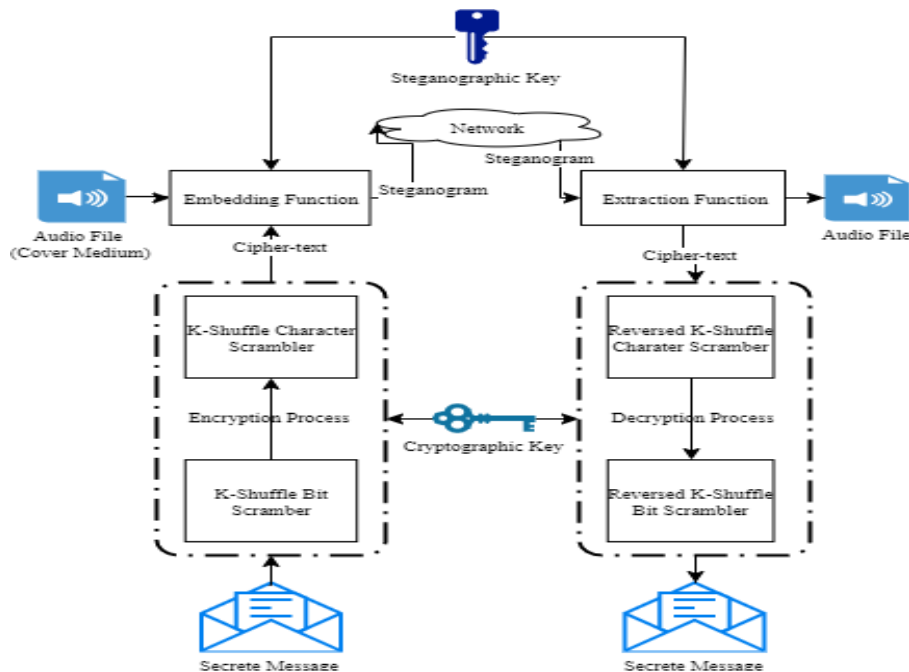 Steganographic Key
Network
Steganogram
Steganogram
Embedding Function
Extraction Function
Audio File
(Cover Medium)
Audio File
Cipher-text
Cipher-text
K-Shuffle Character
Scrambler
Reversed K-Shuffle
Charater Scramber
Encryption Process
Decryption Process
Cryptographic Key
K-Shuffle Bit
Scramber
Reversed K-Shuffle
Bit Scrambler
Secrete Message
Secrete Message